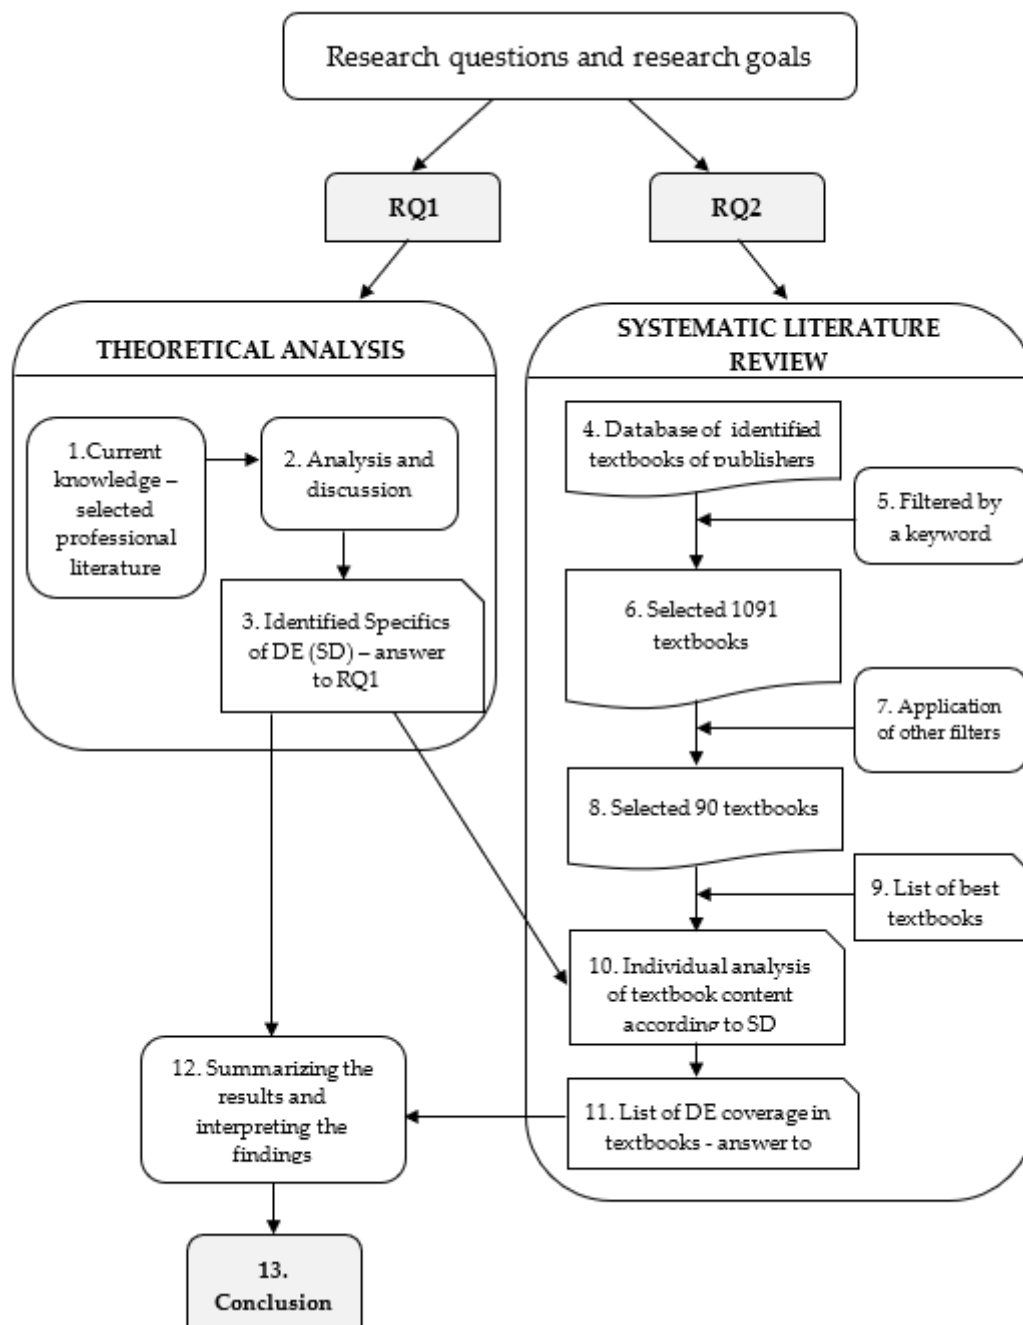 Research questions and research goals
RQ1
RQ2
THEORETICAL ANALYSIS
1.Current
knowledge –
selected
professional
literature
2. Analysis and
discussion
3. Identified Specifics
of DE (SD) – answer
to RQ1
SYSTEMATIC LITERATURE
REVIEW
4. Database of identified
textbooks of publishers
5. Filtered by
a keyword
6. Selected 1091
textbooks
7. Application
of other filters
8. Selected 90 textbooks
9. List of best
textbooks
10. Individual analysis
of textbook content
according to SD
11. List of DE coverage in
textbooks - answer to
12. Summarizing the
results and
interpreting the
findings
13.
Conclusion